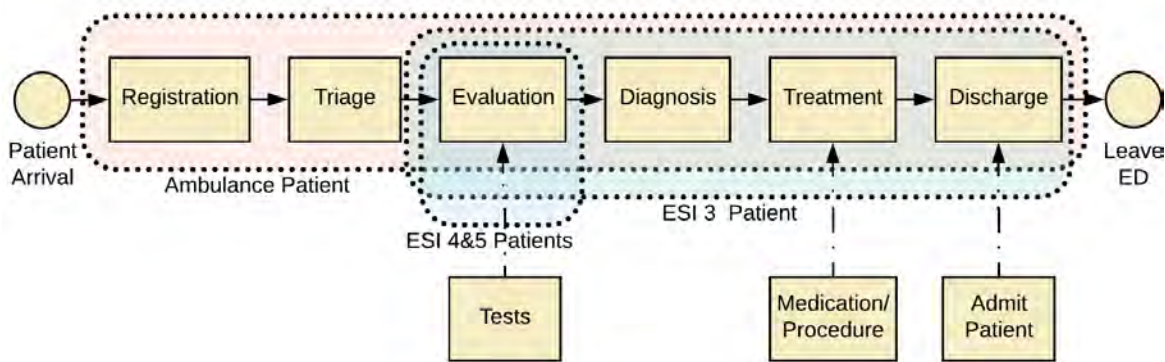 Registration
Triage
Evaluation
Diagnosis
Treatment
Discharge
Patient
Arrival
Leave
ED
Ambulance Patient
ESI 3 Patient
ESI 4&5 Patients
Tests
Medication/
Procedure
Admit
Patient